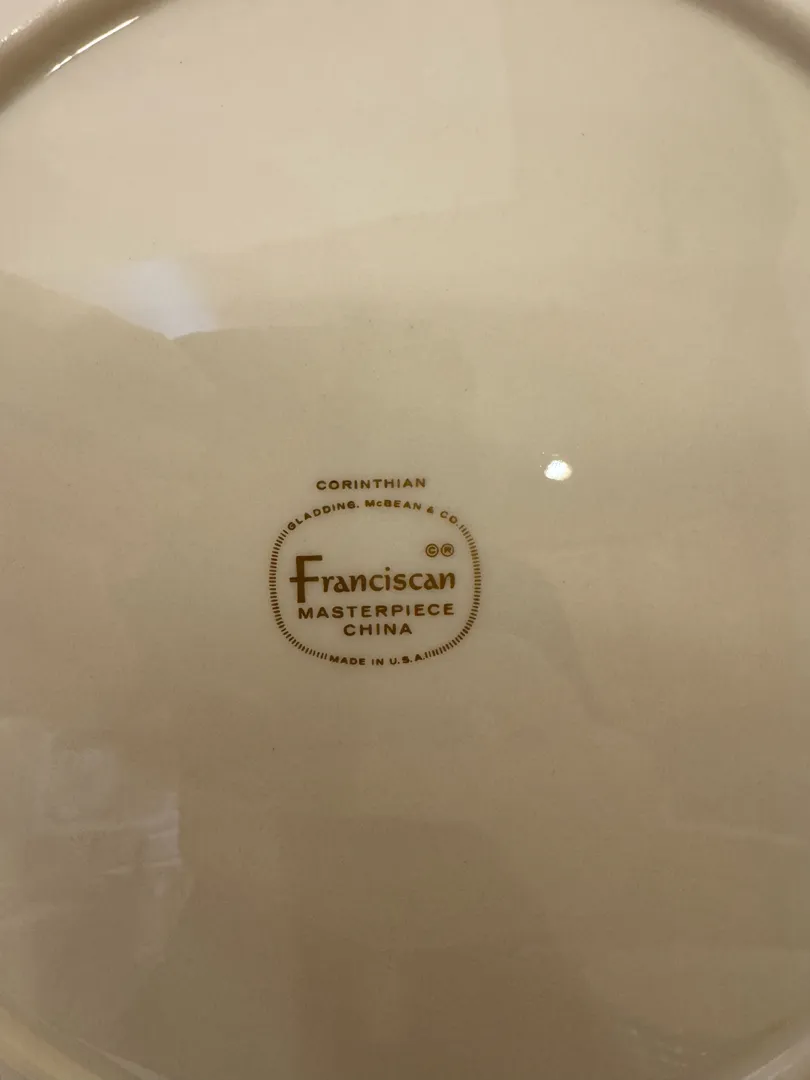 CORINTHIAN
GLADDING, McBEAN & CO.
©®
Franciscan
MASTERPIECE
CHINA
MADE IN U.S.A.